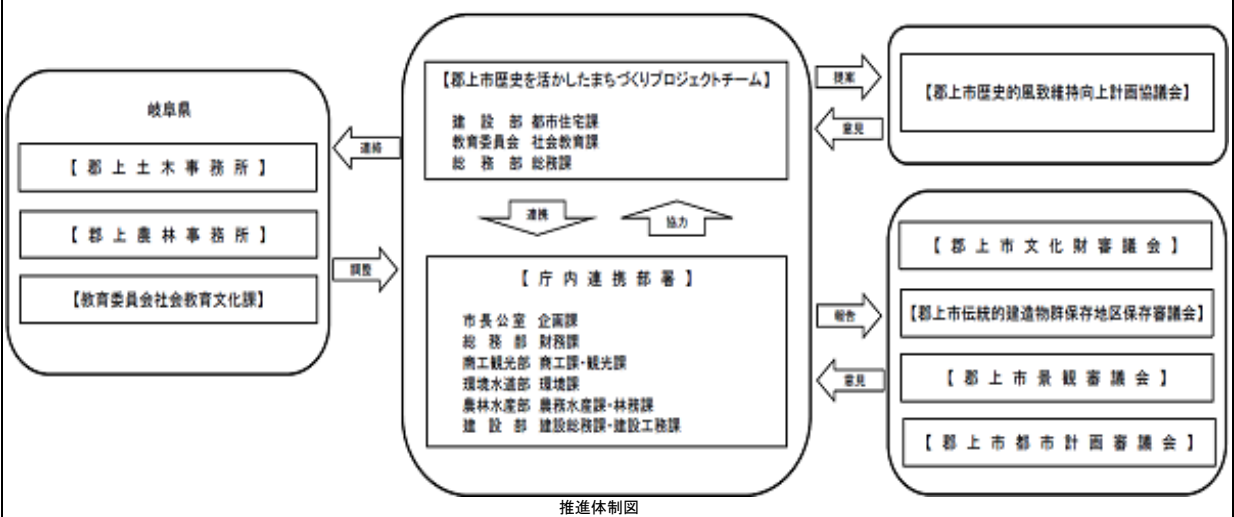 岐阜県
【 郡 上 土 木 事 務 所 】
【 郡 上 農 林 事 務 所 】
【教育委員会社会教育文化課】
連絡
調整
【郡上市歴史を活かしたまちづくりプロジェクトチーム】
建 設 部 都市住宅課
教育委員会 社会教育課
総 務 部 総務課
連携
協力
【 庁 内 連 携 部 署 】
市長公室 企画課
総 務 部 財務課
商工観光部 商工課・観光課
環境水道部 環境課
農林水産部 農務水産課・林務課
建 設 部 建設総務課・建設工務課
提案
意見
【郡上市歴史的風致維持向上計画協議会】
報告
意見
【 郡 上 市 文 化 財 審 議 会 】
【郡上市伝統的建造物群保存地区保存審議会】
【 郡 上 市 景 観 審 議 会 】
【 郡 上 市 都 市 計 画 審 議 会 】
推進体制図